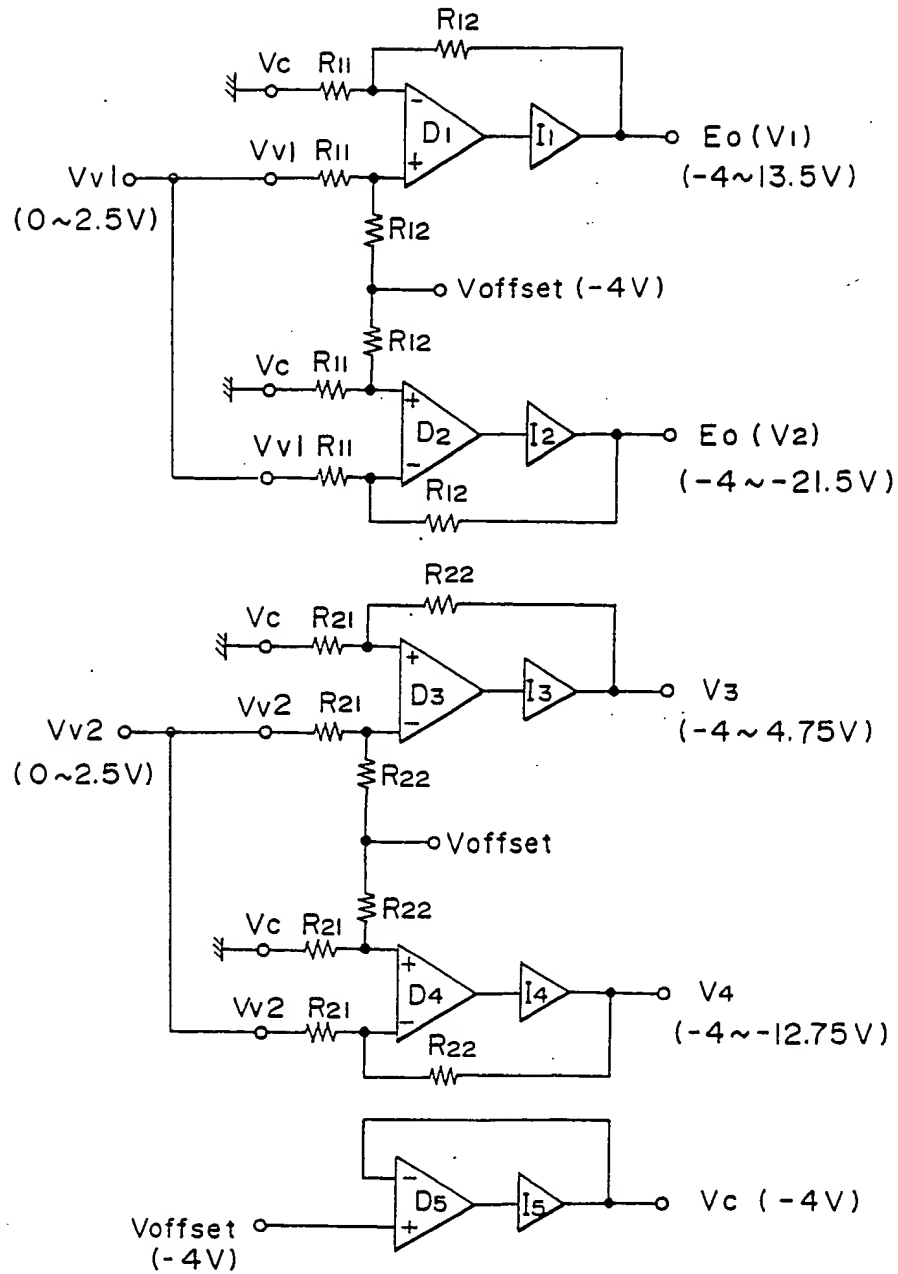 R12
Vc R11
D1 I1 Eo (V1)
(-4~13.5V)
Vv1 Vv1 R11
(0~2.5V)
R12
Voffset (-4V)
R12
Vc R11
D2 I2 Eo (V2)
(-4~-21.5V)
Vv1 R11
R12
R22
Vc R21
D3 I3 V3
(-4~4.75V)
Vv2 Vv2 R21
(0~2.5V)
R22
Voffset
R22
Vc R21
D4 I4 V4
(-4~-12.75V)
Vv2 R21
R22
D5 I5 Vc (-4V)
Voffset
(-4V)